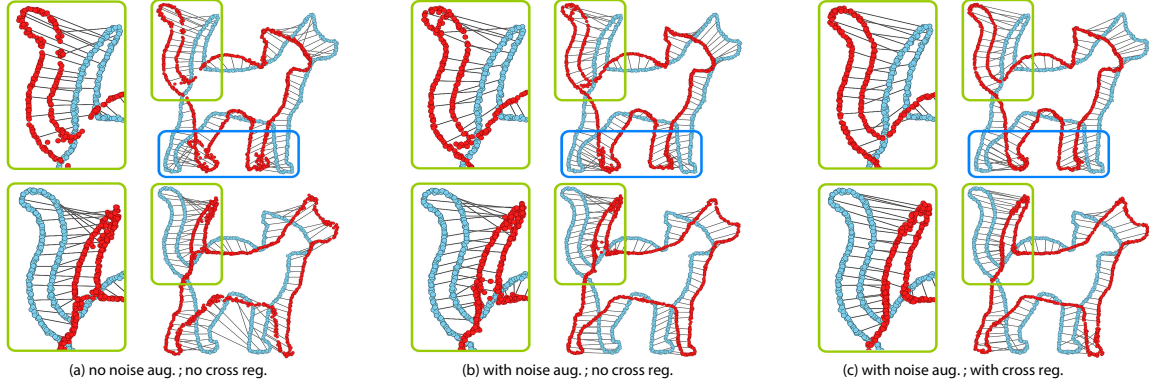 (a) no noise aug. ; no cross reg.
(b) with noise aug. ; no cross reg.
(c) with noise aug. ; with cross reg.